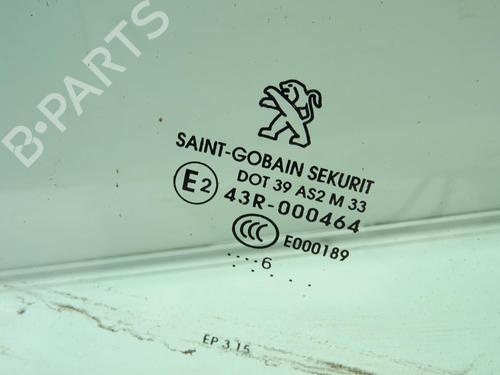 B-PARTS
SAINT-GOBAIN SEKURIT
DOT 39 AS2 M 33
E2 43R-000464
CCC E000189
.....6
EP 3 15